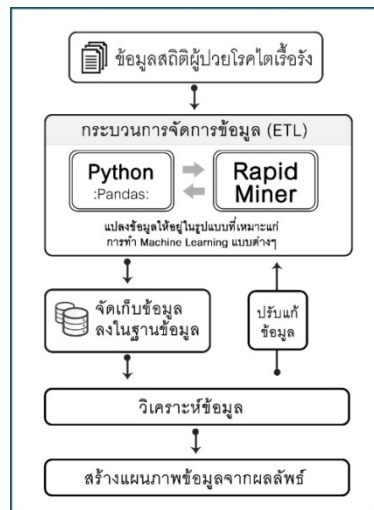 ข้อมูลสถิติผู้ป่วยโรคไตเรื้อรัง
กระบวนการจัดการข้อมูล (ETL)
Python
:Pandas:
Rapid
Miner
แปลงข้อมูลให้อยู่ในรูปแบบที่เหมาะแก่
การทำ Machine Learning แบบต่างๆ
จัดเก็บข้อมูล
ลงในฐานข้อมูล
ปรับแก้
ข้อมูล
วิเคราะห์ข้อมูล
สร้างแผนภาพข้อมูลจากผลลัพธ์